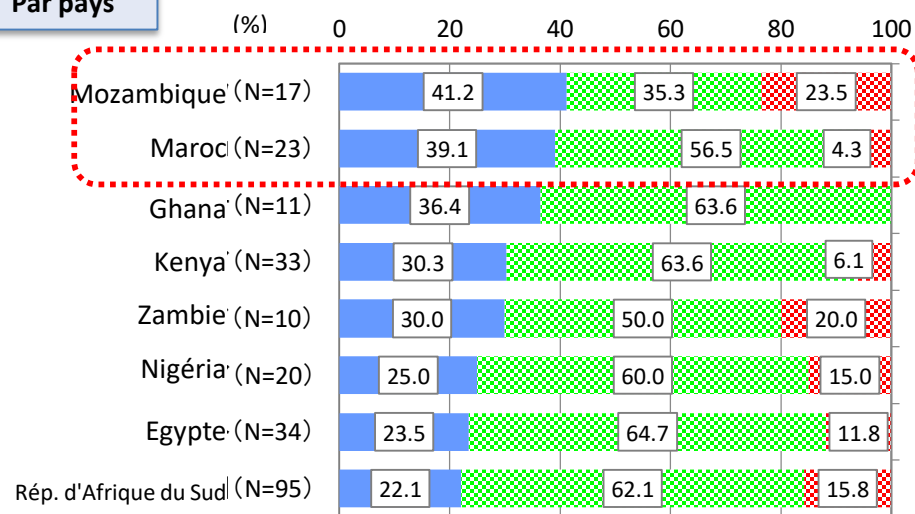 Par pays
(%) 0 20 40 60 80 100
Mozambique (N=17) 41.2 35.3 23.5
Maroc (N=23) 39.1 56.5 4.3
Ghana (N=11) 36.4 63.6
Kenya (N=33) 30.3 63.6 6.1
Zambie (N=10) 30.0 50.0 20.0
Nigéria (N=20) 25.0 60.0 15.0
Egypte (N=34) 23.5 64.7 11.8
Rép. d'Afrique du Sud (N=95) 22.1 62.1 15.8